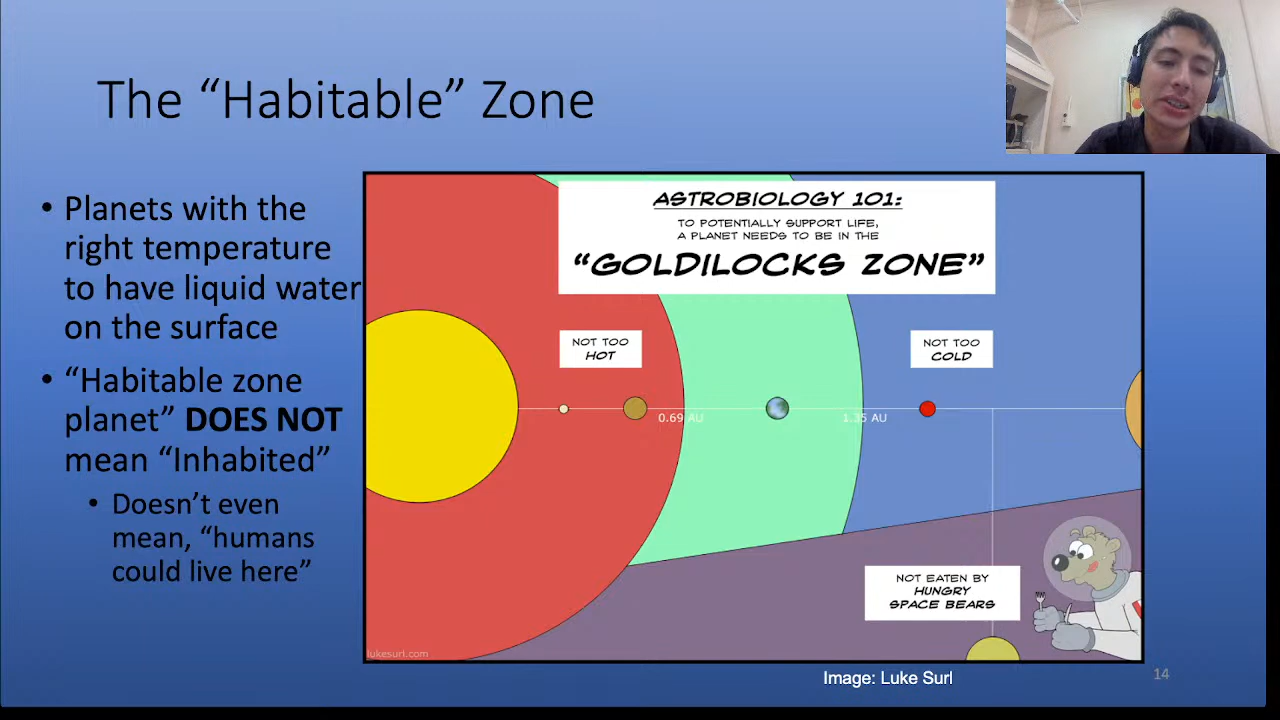 The “Habitable” Zone
• Planets with the
right temperature
to have liquid water
on the surface
• “Habitable zone
planet” DOES NOT
mean “Inhabited”
• Doesn’t even
mean, “humans
could live here”
ASTROBIOLOGY 101:
TO POTENTIALLY SUPPORT LIFE,
A PLANET NEEDS TO BE IN THE
“GOLDILOCKS ZONE”
NOT TOO
HOT
NOT TOO
COLD
0.69 AU
1.35 AU
NOT EATEN BY
HUNGRY
SPACE BEARS
lukesurl.com
Image: Luke Surl
14